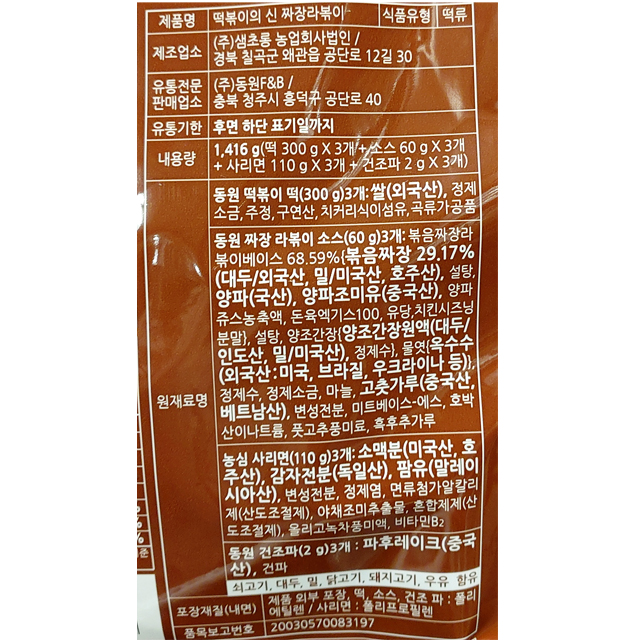 제품명 떡볶이의 신 짜장라볶이 식품유형 떡류
제조업소 (주)샘초롱 농업회사법인 /
경북 칠곡군 왜관읍 공단로 12길 30
유통전문 (주)동원F&B /
판매업소 충북 청주시 흥덕구 공단로 40
유통기한 후면 하단 표기일까지
내용량 1,416 g(떡 300 g X 3개 + 소스 60 g X 3개
+ 사리면 110 g X 3개 + 건조파 2 g X 3개)
원재료명
동원 떡볶이 떡(300 g)3개: 쌀(외국산), 정제
소금, 주정, 구연산, 치커리식이섬유, 곡류가공품
동원 짜장 라볶이 소스(60 g)3개: 볶음짜장라
볶이베이스 68.59%{볶음짜장 29.17%
(대두/외국산, 밀/미국산, 호주산), 설탕,
양파(국산), 양파조미유(중국산), 양파
쥬스농축액, 돈육엑기스100, 유당, 치킨시즈닝
분말}, 설탕, 양조간장{양조간장원액(대두/
인도산, 밀/미국산), 정제수}, 물엿{옥수수
(외국산:미국, 브라질, 우크라이나 등)},
정제수, 정제소금, 마늘, 고춧가루(중국산,
베트남산), 변성전분, 미트베이스-에스, 호박
산이나트륨, 풋고추풍미료, 흑후추가루
농심 사리면(110 g)3개: 소맥분(미국산, 호
주산), 감자전분(독일산), 팜유(말레이
시아산), 변성전분, 정제염, 면류첨가알칼리
제(산도조절제), 야채조미추출물, 혼합제제(산
도조절제), 올리고녹차풍미액, 비타민B2
동원 건조파(2 g)3개 : 파후레이크(중국
산), 건파
쇠고기, 대두, 밀, 닭고기, 돼지고기, 우유 함유
포장재질(내면) 제품 외부 포장, 떡, 소스, 건조 파 : 폴리
에틸렌 / 사리면 : 폴리프로필렌
품목보고번호 20030570083197